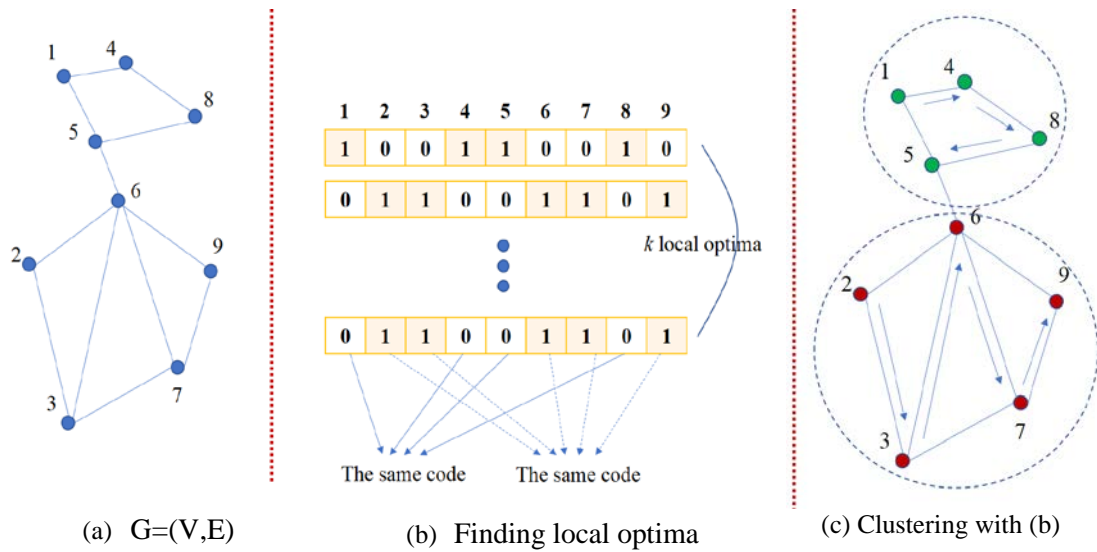 1
4
8
5
6
2
9
3
7
(a) G=(V,E)
1 2 3 4 5 6 7 8 9
1 0 0 1 1 0 0 1 0
0 1 1 0 0 1 1 0 1
k local optima
0 1 1 0 0 1 1 0 1
The same code The same code
(b) Finding local optima
1
4
8
5
6
2
9
3
7
(c) Clustering with (b)